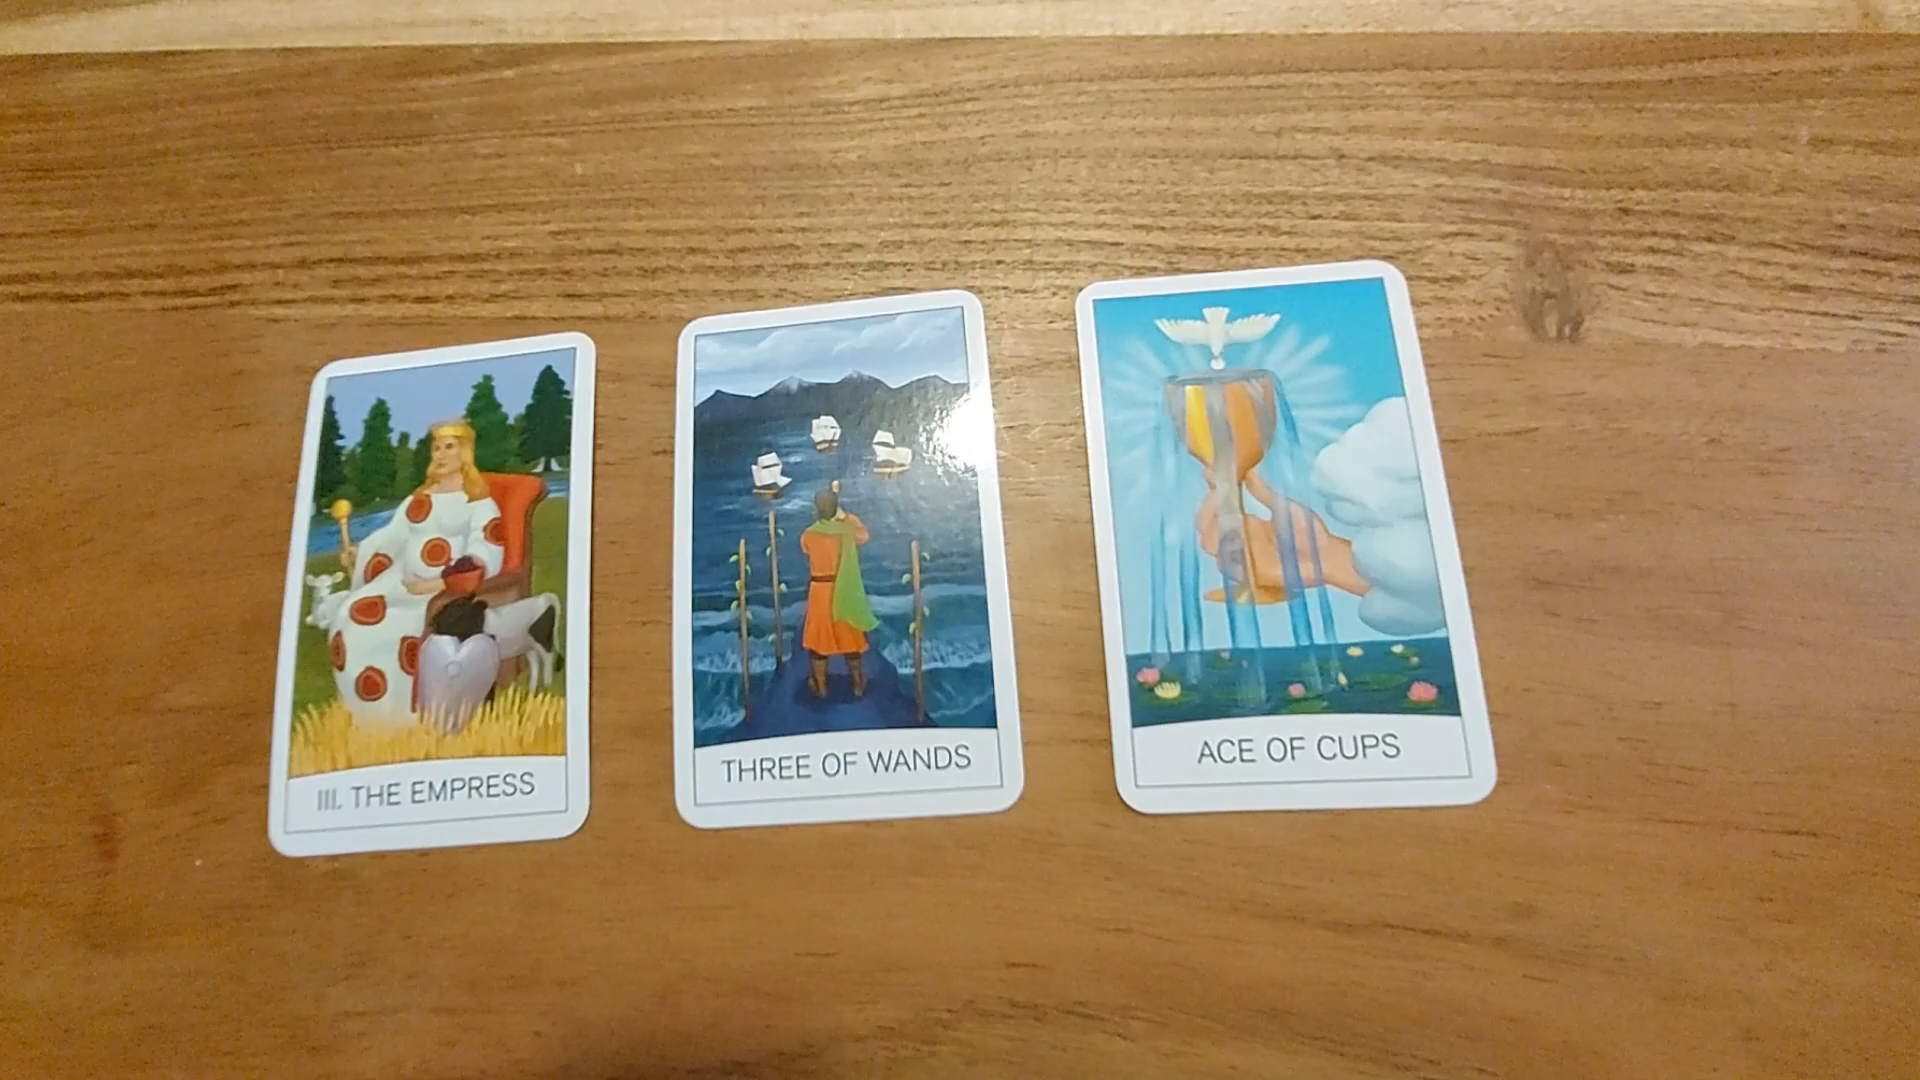 III. THE EMPRESS
THREE OF WANDS
ACE OF CUPS